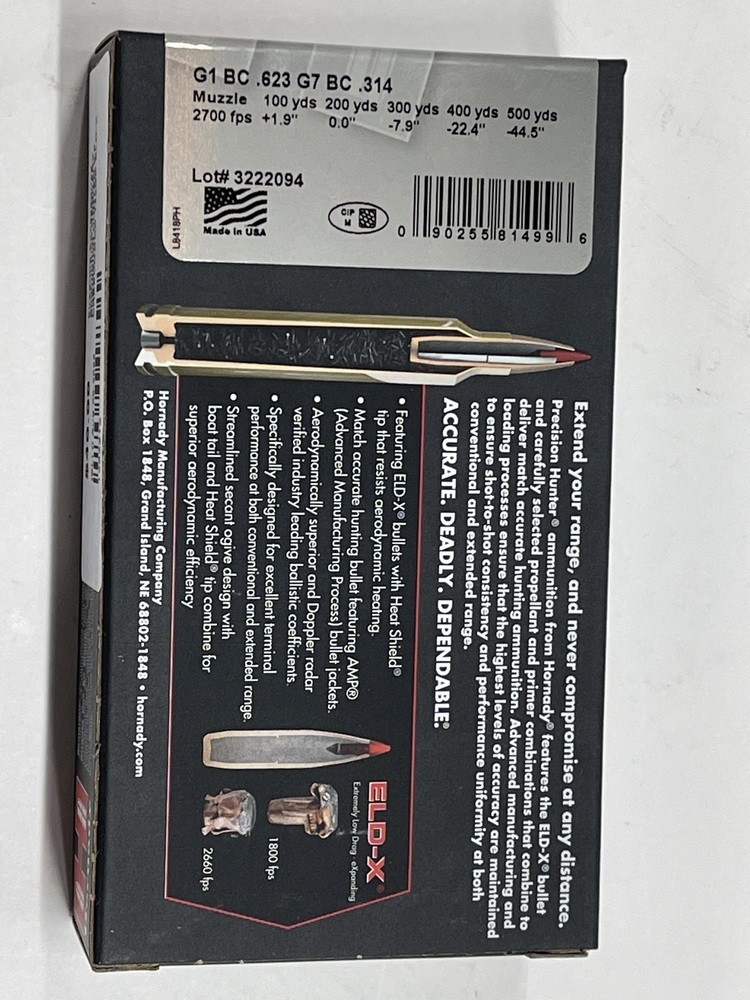 G1 BC .623 G7 BC .314
Muzzle 100 yds 200 yds 300 yds 400 yds 500 yds
2700 fps +1.9" 0.0" -7.9" -22.4" -44.5"
Lot# 3222094
Made in USA
CIP
M
L8418PH
0 90255 81499 6
Extend your range, and never compromise at any distance.
Precision Hunter® ammunition from Hornady® features the ELD-X® bullet
and carefully selected propellant and primer combinations that combine to
deliver match accurate hunting ammunition. Advanced manufacturing and
loading processes ensure that the highest levels of accuracy are maintained
to ensure shot-to-shot consistency and performance uniformity at both
conventional and extended range.
ACCURATE. DEADLY. DEPENDABLE.®
• Featuring ELD-X® bullets with Heat Shield®
tip that resists aerodynamic heating.
• Match accurate hunting bullet featuring AMP®
(Advanced Manufacturing Process) bullet jackets.
• Aerodynamically superior and Doppler radar
verified industry leading ballistic coefficients.
• Specifically designed for excellent terminal
performance at both conventional and extended range.
• Streamlined secant ogive design with
boat tail and Heat Shield® tip combine for
superior aerodynamic efficiency
ELD-X®
Extremely Low Drag - eXpanding
1800 fps
2660 fps
Hornady Manufacturing Company
P.O. Box 1848, Grand Island, NE 68802-1848 • hornady.com